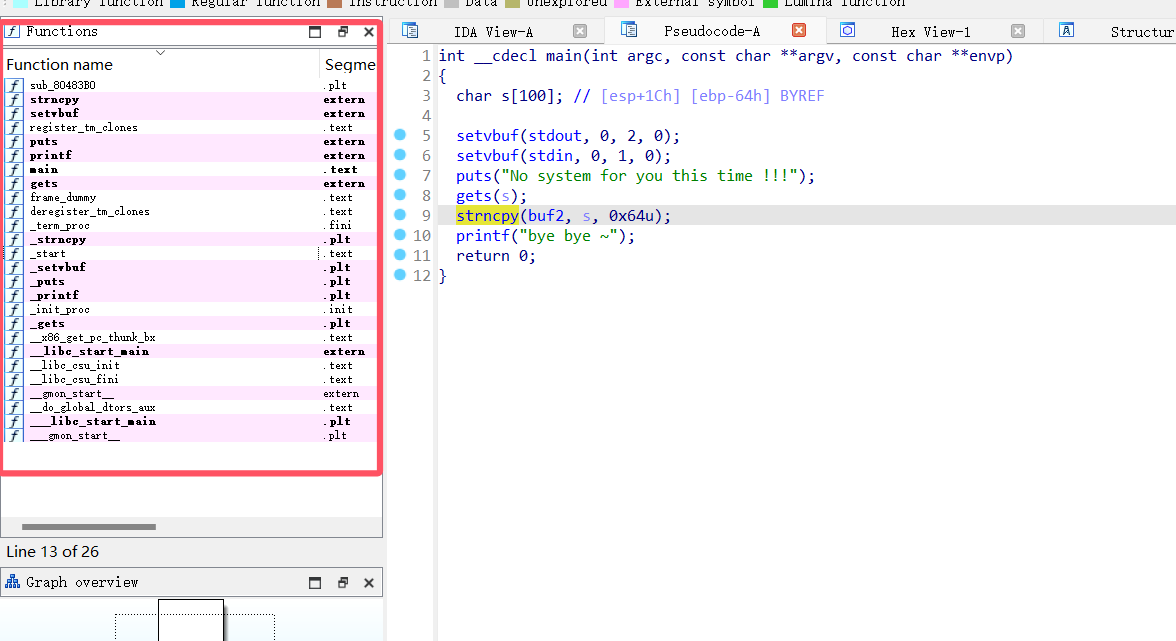 Library function Regular function Instruction Data Unexplored External symbol Lumina function
Functions
IDA View-A Pseudocode-A Hex View-1 Structur
Function name Segme
sub_80483B0 .plt
strncpy extern
setvbuf extern
register_tm_clones .text
puts extern
printf extern
main .text
gets extern
frame_dummy .text
deregister_tm_clones .text
_term_proc .fini
_strncpy .plt
_start .text
_setvbuf .plt
_puts .plt
_printf .plt
_init_proc .init
_gets .plt
__x86_get_pc_thunk_bx .text
__libc_start_main extern
__libc_csu_init .text
__libc_csu_fini .text
__gmon_start__ extern
__do_global_dtors_aux .text
___libc_start_main .plt
___gmon_start__ .plt
Line 13 of 26
Graph overview
1 int __cdecl main(int argc, const char **argv, const char **envp)
2 {
3 char s[100]; // [esp+1Ch] [ebp-64h] BYREF
4
5 setvbuf(stdout, 0, 2, 0);
6 setvbuf(stdin, 0, 1, 0);
7 puts("No system for you this time !!!");
8 gets(s);
9 strncpy(buf2, s, 0x64u);
10 printf("bye bye ~");
11 return 0;
12 }